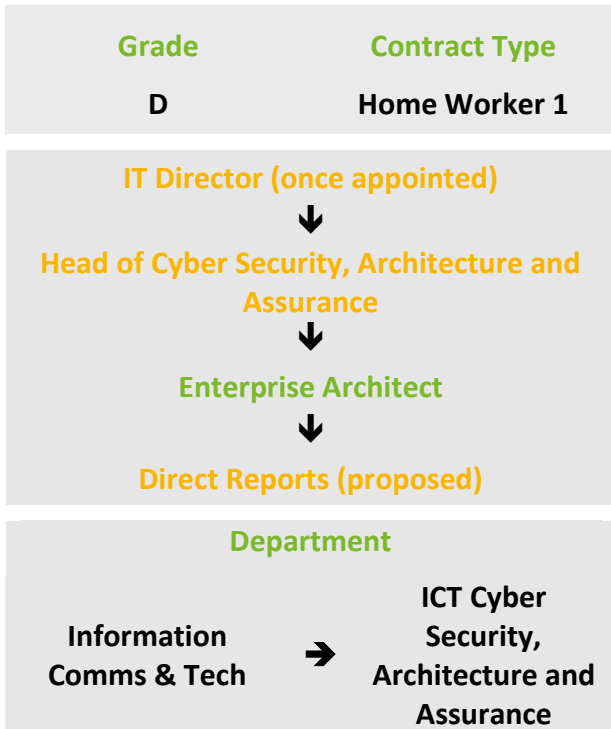 Grade Contract Type
D Home Worker 1
IT Director (once appointed)
Head of Cyber Security, Architecture and
Assurance
Enterprise Architect
Direct Reports (proposed)
Department
Information
Comms & Tech
ICT Cyber
Security,
Architecture and
Assurance